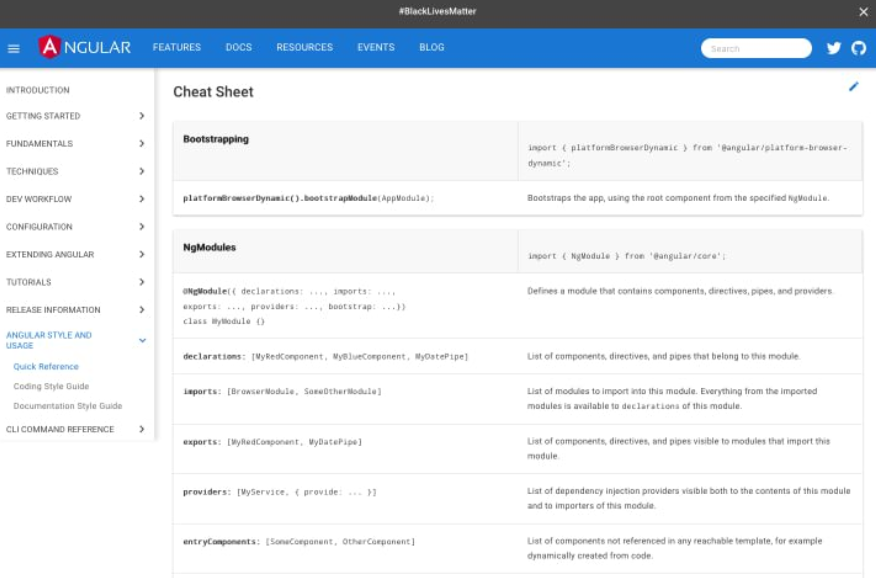 #BlackLivesMatter
ANGULAR
FEATURES
DOCS
RESOURCES
EVENTS
BLOG
Search
INTRODUCTION
GETTING STARTED
FUNDAMENTALS
TECHNIQUES
DEV WORKFLOW
CONFIGURATION
EXTENDING ANGULAR
TUTORIALS
RELEASE INFORMATION
ANGULAR STYLE AND
USAGE
Quick Reference
Coding Style Guide
Documentation Style Guide
CLI COMMAND REFERENCE
Cheat Sheet
Bootstrapping
import { platformBrowserDynamic } from '@angular/platform-browser-
dynamic';
platformBrowserDynamic().bootstrapModule(AppModule);
Bootstraps the app, using the root component from the specified NgModule.
NgModules
import { NgModule } from '@angular/core';
@NgModule({ declarations: ..., imports: ...,
exports: ..., providers: ..., bootstrap: ...})
class MyModule {}
Defines a module that contains components, directives, pipes, and providers.
declarations: [MyRedComponent, MyBlueComponent, MyDatePipe]
List of components, directives, and pipes that belong to this module.
imports: [BrowserModule, SomeOtherModule]
List of modules to import into this module. Everything from the imported
modules is available to declarations of this module.
exports: [MyRedComponent, MyDatePipe]
List of components, directives, and pipes visible to modules that import this
module.
providers: [MyService, { provide: ... }]
List of dependency injection providers visible both to the contents of this module
and to importers of this module.
entryComponents: [SomeComponent, OtherComponent]
List of components not referenced in any reachable template, for example
dynamically created from code.